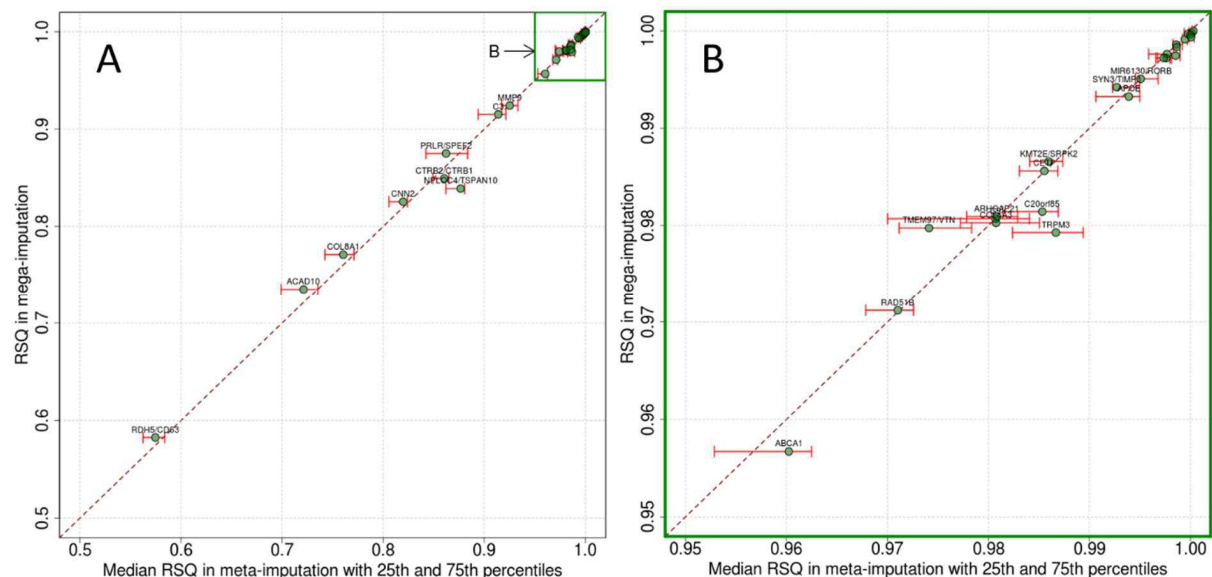 A
B
1.0
0.9
0.8
0.7
0.6
0.5
RSQ in mega-imputation
MMP9
PRLR/SPEF2
CTRB2/CTRB1
CNN2
COL8A1
ACAD10
RDH5/CD63
0.5 0.6 0.7 0.8 0.9 1.0
Median RSQ in meta-imputation with 25th and 75th percentiles
B
1.00
0.99
0.98
0.97
0.96
0.95
RSQ in mega-imputation
MIR6130/RORB
SYN3/TIMP3
APOE
KMT2E/SRPK2
C20orf85
ARHGAP21
TMEM97/VTN
TRPM3
RAD51B
ABCA1
0.95 0.96 0.97 0.98 0.99 1.00
Median RSQ in meta-imputation with 25th and 75th percentiles